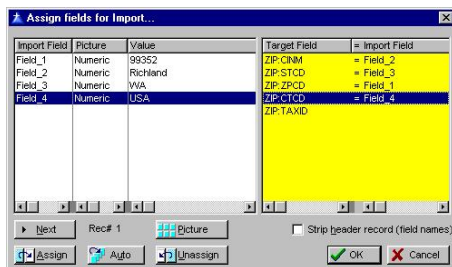 Assign fields for Import...
Import Field Picture Value
Field_1 Numeric 99352
Field_2 Numeric Richland
Field_3 Numeric WA
Field_4 Numeric USA
Target Field = Import Field
ZIP:CINM = Field_2
ZIP:STCD = Field_3
ZIP:ZPCD = Field_1
ZIP:CTCD = Field_4
ZIP:TAXID
Next Rec# 1 Picture
Strip header record (field names)
Assign Auto Unassign
OK Cancel